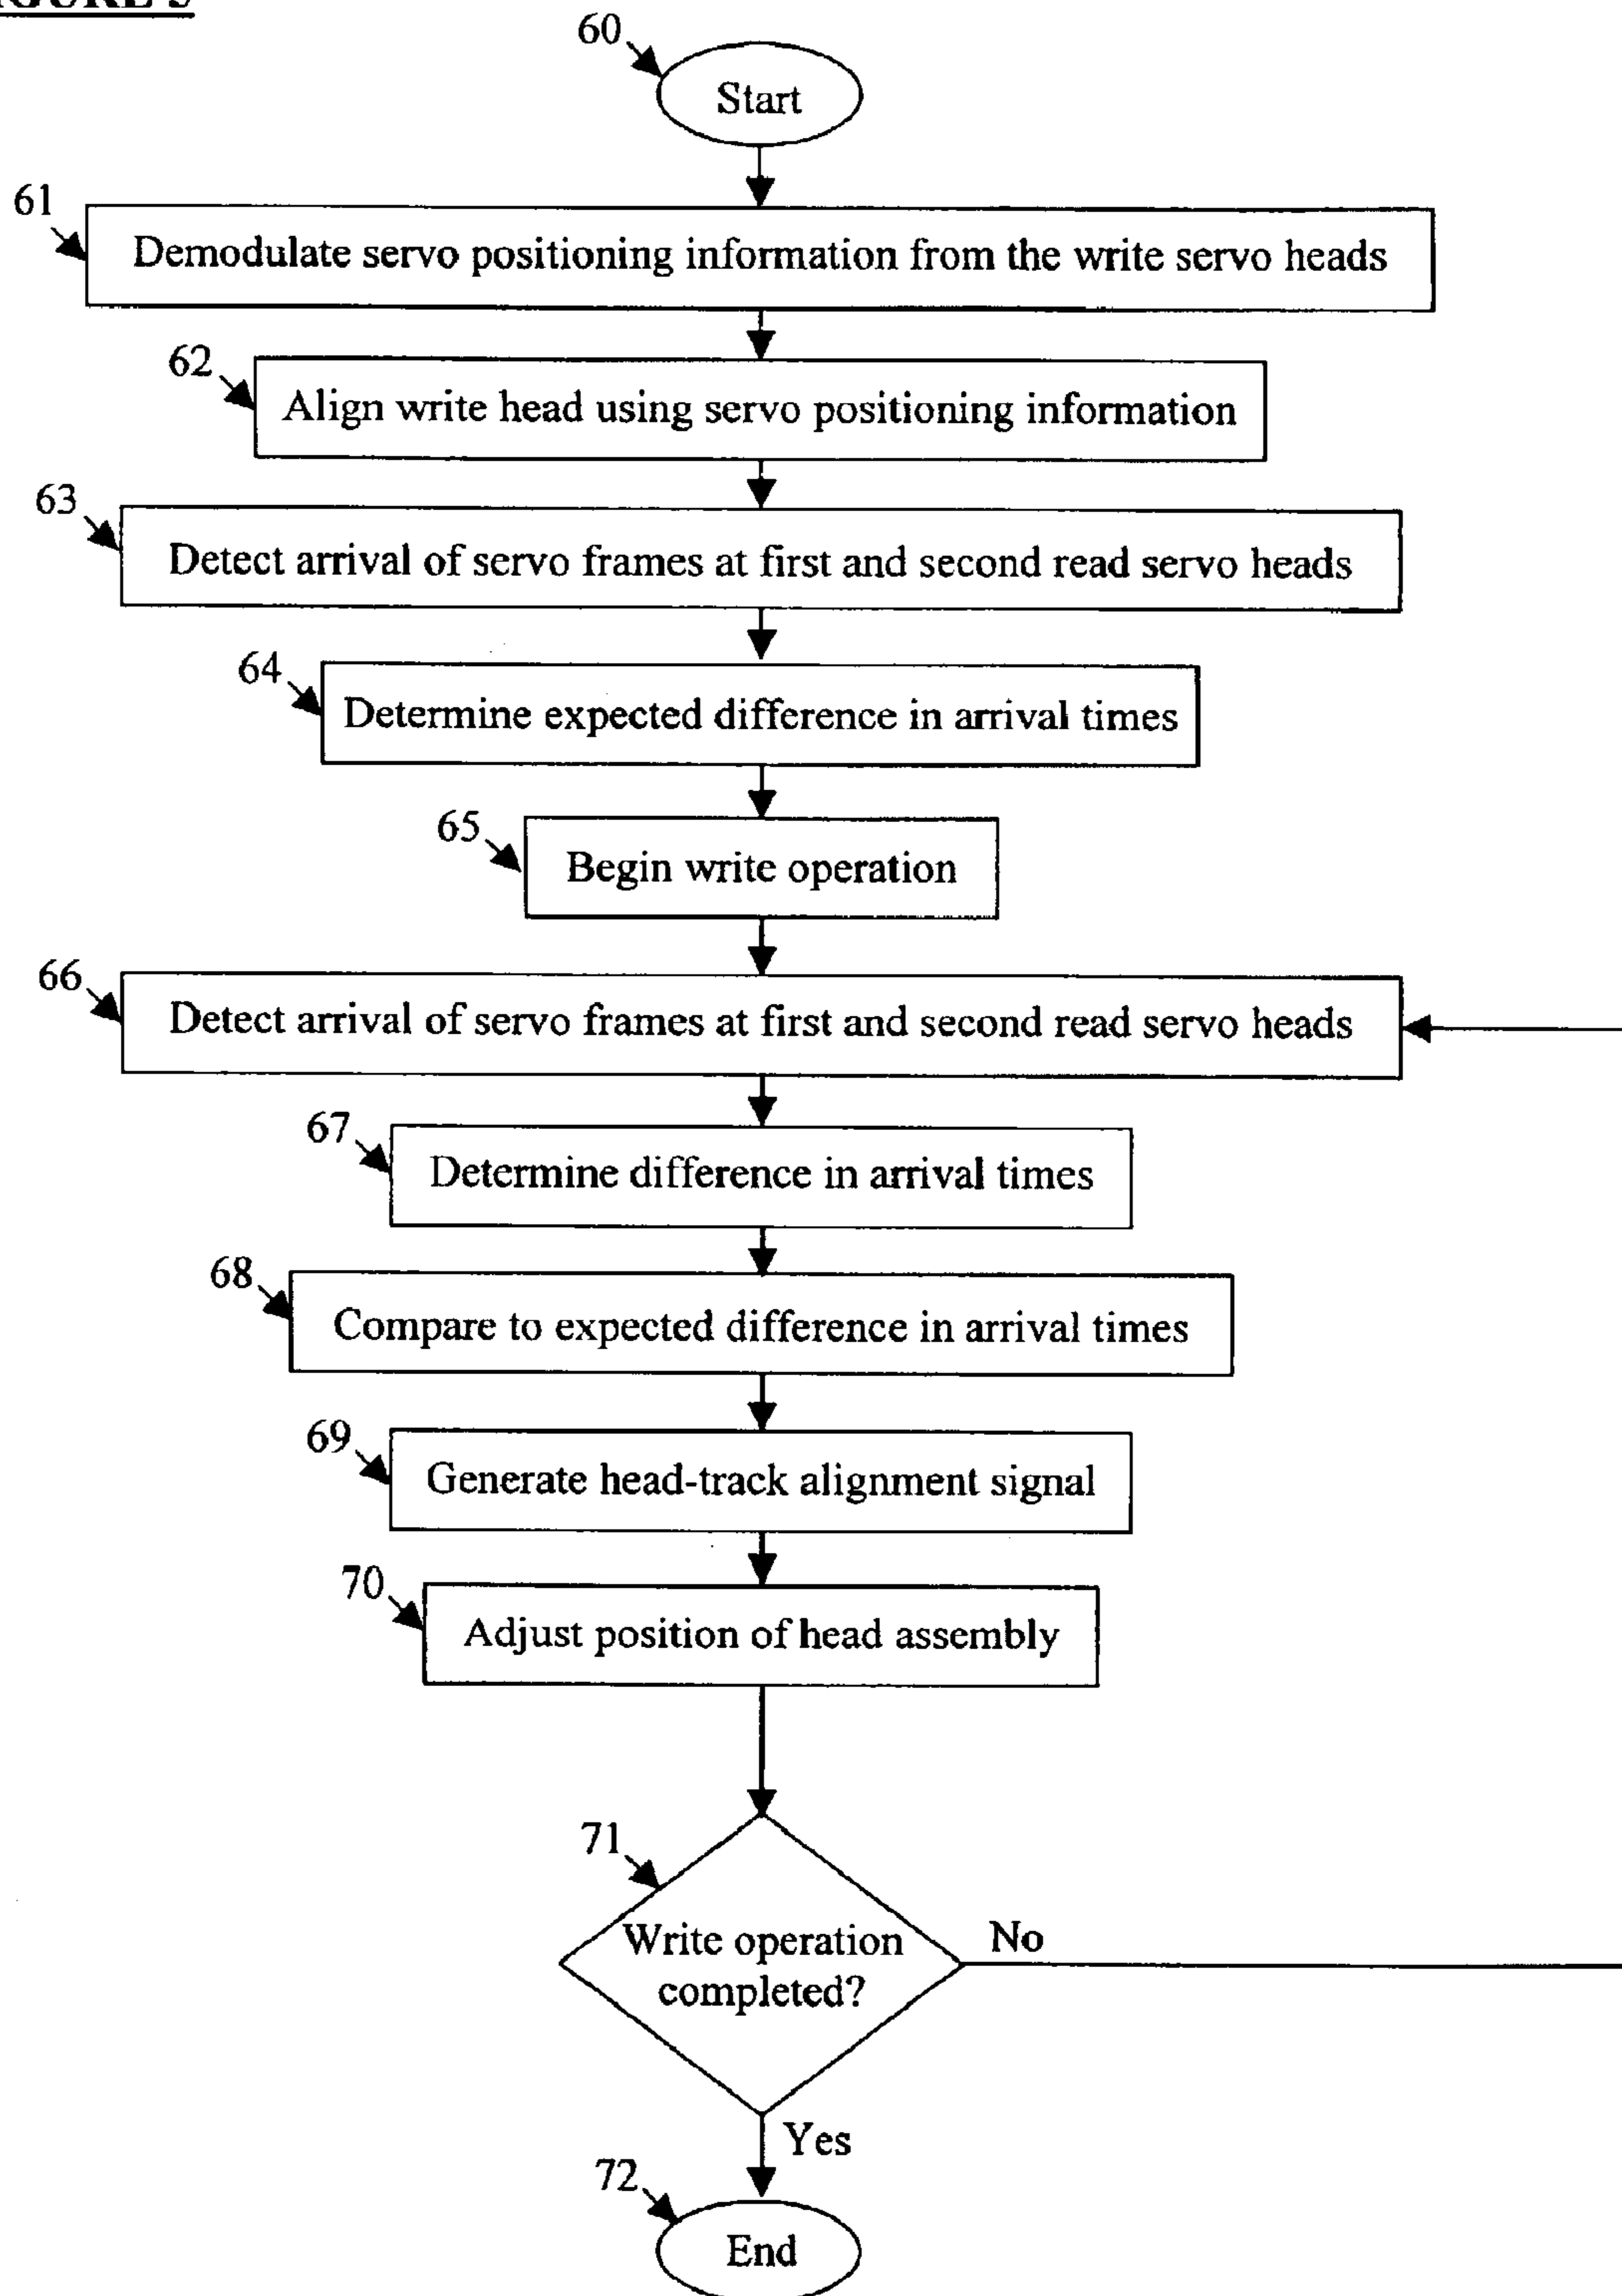 60
Start
61
Demodulate servo positioning information from the write servo heads
62
Align write head using servo positioning information
63
Detect arrival of servo frames at first and second read servo heads
64
Determine expected difference in arrival times
65
Begin write operation
66
Detect arrival of servo frames at first and second read servo heads
67
Determine difference in arrival times
68
Compare to expected difference in arrival times
69
Generate head-track alignment signal
70
Adjust position of head assembly
71
Write operation
completed?
No
Yes
72
End